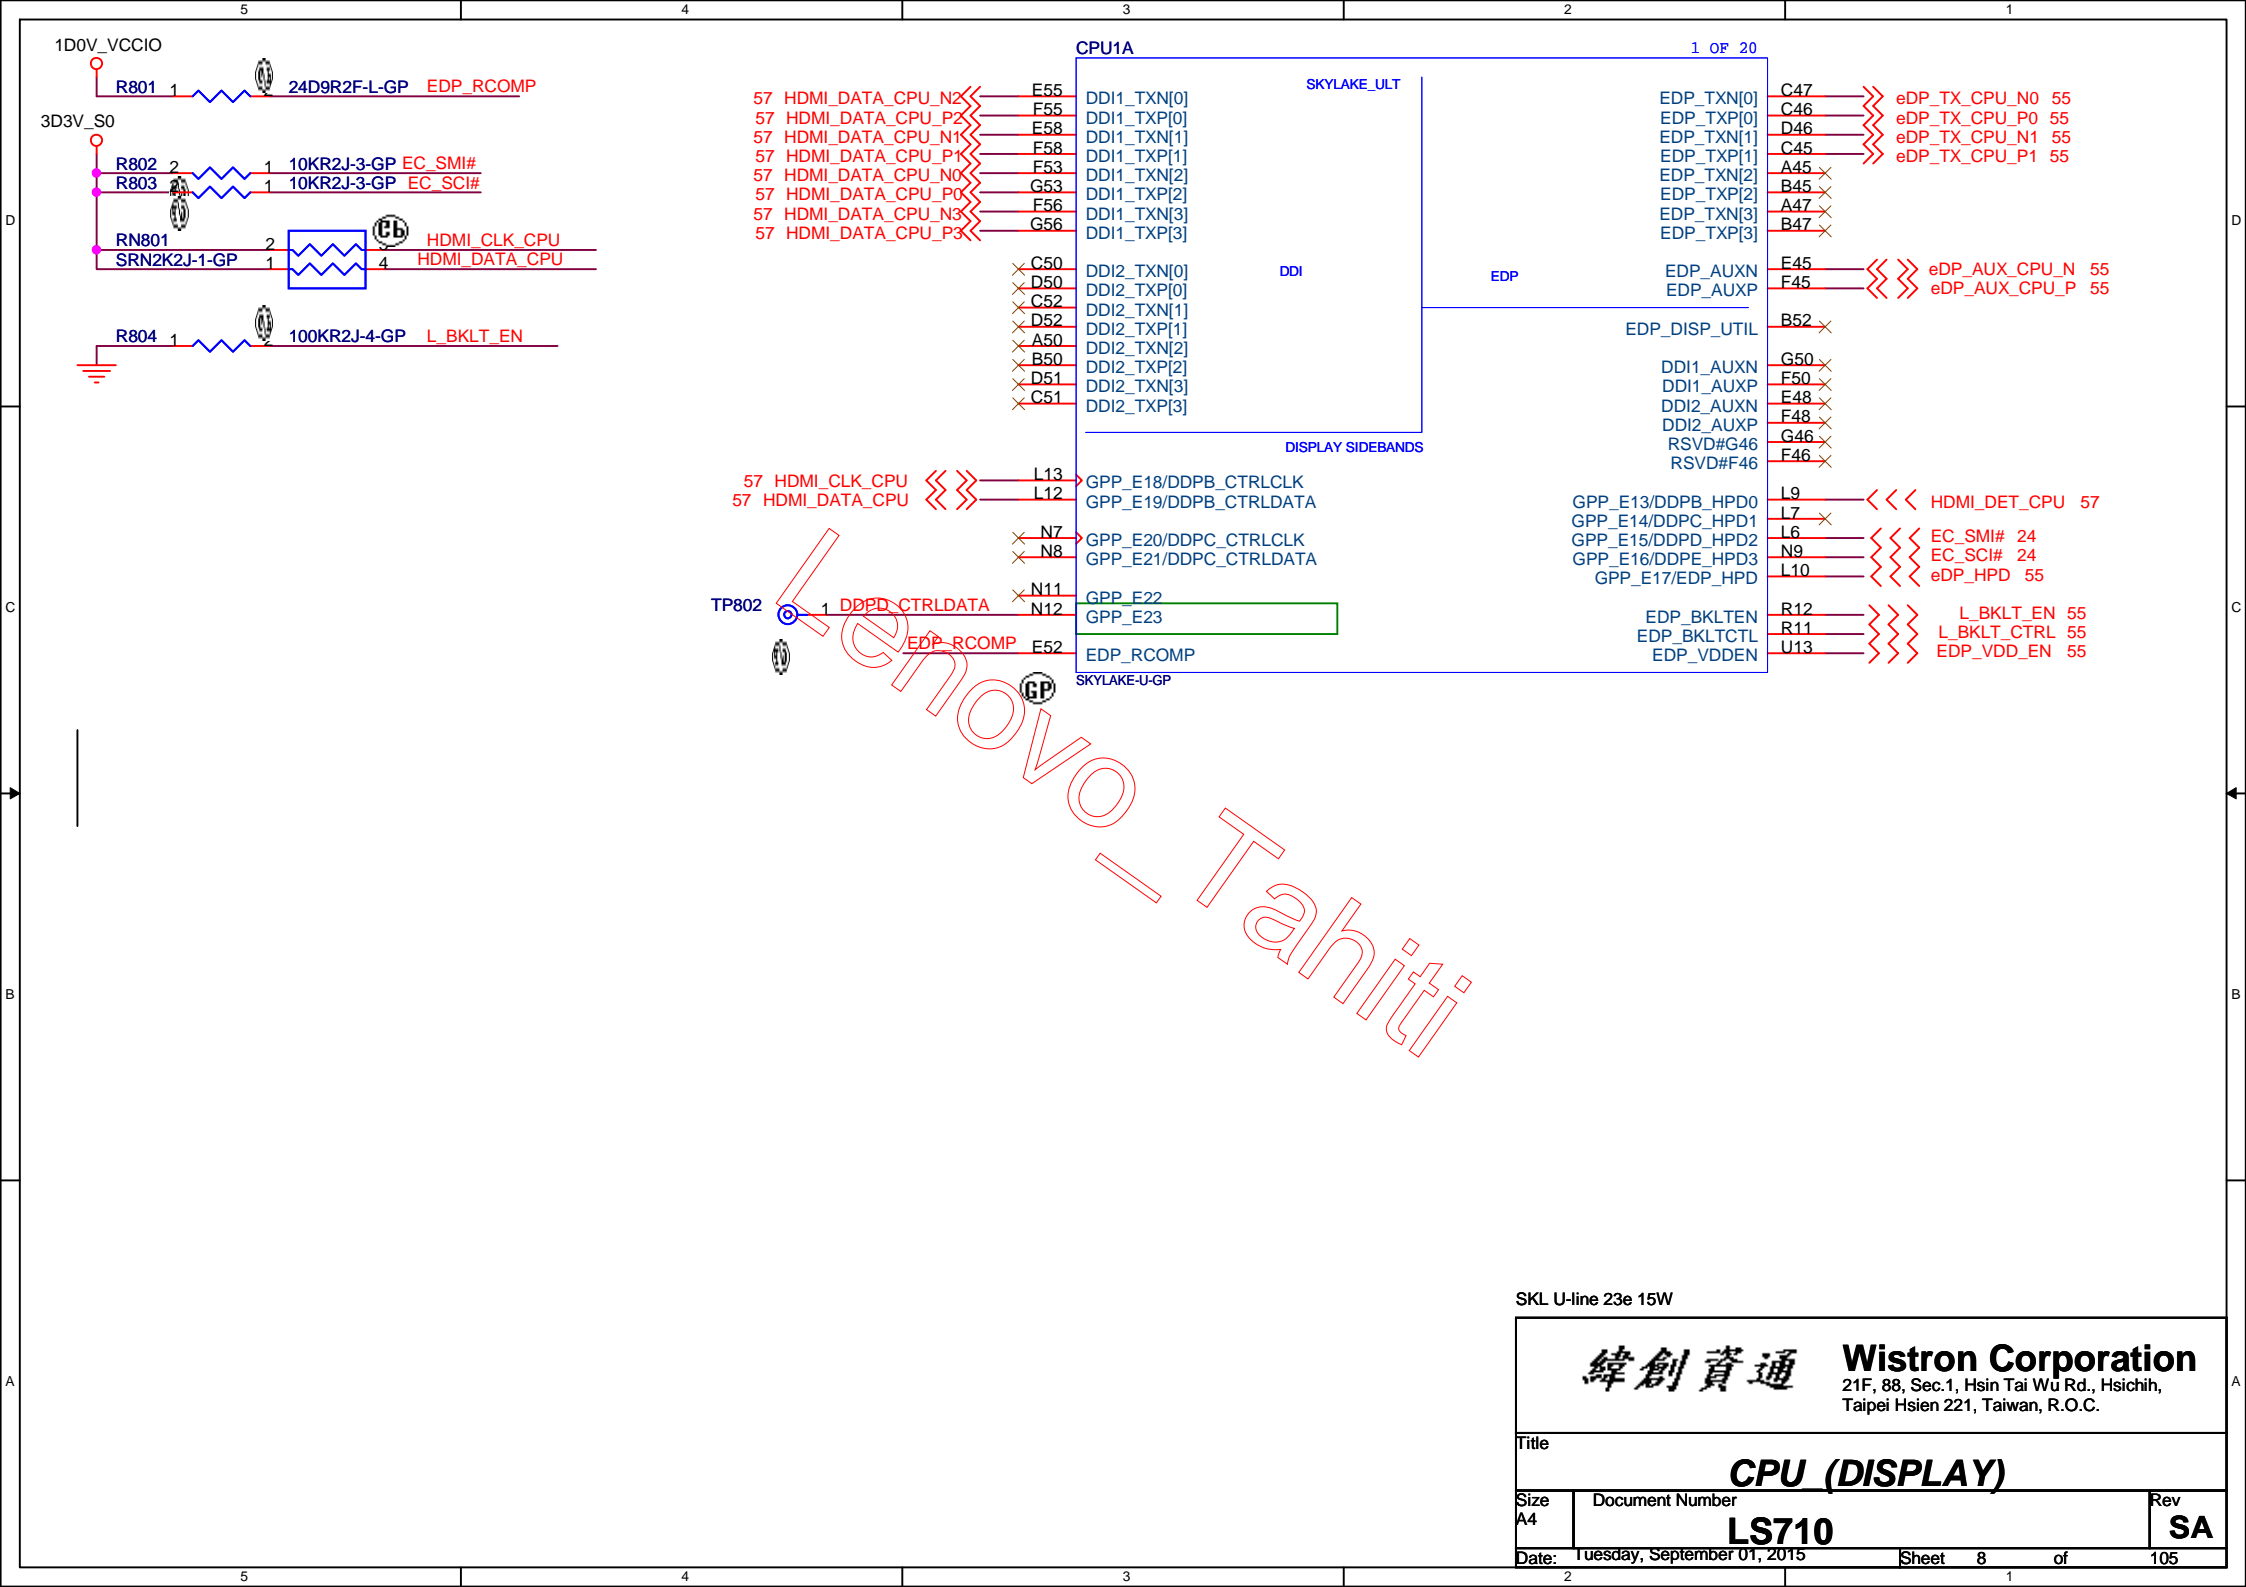 5 4 3 2 1
1D0V_VCCIO
R801 1 24D9R2F-L-GP EDP_RCOMP
3D3V_S0
R802 2 1 10KR2J-3-GP EC_SMI#
R803 1 10KR2J-3-GP EC_SCI#
RN801 2 HDMI_CLK_CPU
SRN2K2J-1-GP 1 4 HDMI_DATA_CPU
R804 1 2 100KR2J-4-GP L_BKLT_EN
CPU1A 1 OF 20
SKYLAKE_ULT
57 HDMI_DATA_CPU_N2 E55 DDI1_TXN[0]
57 HDMI_DATA_CPU_P2 F55 DDI1_TXP[0]
57 HDMI_DATA_CPU_N1 E58 DDI1_TXN[1]
57 HDMI_DATA_CPU_P1 F58 DDI1_TXP[1]
57 HDMI_DATA_CPU_N0 F53 DDI1_TXN[2]
57 HDMI_DATA_CPU_P0 G53 DDI1_TXP[2]
57 HDMI_DATA_CPU_N3 F56 DDI1_TXN[3]
57 HDMI_DATA_CPU_P3 G56 DDI1_TXP[3]
C50 DDI2_TXN[0]
D50 DDI2_TXP[0]
C52 DDI2_TXN[1]
D52 DDI2_TXP[1]
A50 DDI2_TXN[2]
B50 DDI2_TXP[2]
D51 DDI2_TXN[3]
C51 DDI2_TXP[3]
DDI
EDP
DISPLAY SIDEBANDS
57 HDMI_CLK_CPU L13 GPP_E18/DDPB_CTRLCLK
57 HDMI_DATA_CPU L12 GPP_E19/DDPB_CTRLDATA
N7 GPP_E20/DDPC_CTRLCLK
N8 GPP_E21/DDPC_CTRLDATA
N11 GPP_E22
TP802 1 DDPD_CTRLDATA N12 GPP_E23
EDP_RCOMP E52 EDP_RCOMP
SKYLAKE-U-GP
GP
EDP_TXN[0] C47 eDP_TX_CPU_N0 55
EDP_TXP[0] C46 eDP_TX_CPU_P0 55
EDP_TXN[1] D46 eDP_TX_CPU_N1 55
EDP_TXP[1] C45 eDP_TX_CPU_P1 55
EDP_TXN[2] A45
EDP_TXP[2] B45
EDP_TXN[3] A47
EDP_TXP[3] B47
EDP_AUXN E45 eDP_AUX_CPU_N 55
EDP_AUXP F45 eDP_AUX_CPU_P 55
EDP_DISP_UTIL B52
DDI1_AUXN G50
DDI1_AUXP F50
DDI2_AUXN E48
DDI2_AUXP F48
RSVD#G46 G46
RSVD#F46 F46
GPP_E13/DDPB_HPD0 L9 HDMI_DET_CPU 57
GPP_E14/DDPC_HPD1 L7
GPP_E15/DDPD_HPD2 L6 EC_SMI# 24
GPP_E16/DDPE_HPD3 N9 EC_SCI# 24
GPP_E17/EDP_HPD L10 eDP_HPD 55
EDP_BKLTEN R12 L_BKLT_EN 55
EDP_BKLTCTL R11 L_BKLT_CTRL 55
EDP_VDDEN U13 EDP_VDD_EN 55
Lenovo_Tahiti
D D
C C
B B
A A
SKL U-line 23e 15W
緯創資通 Wistron Corporation
21F, 88, Sec.1, Hsin Tai Wu Rd., Hsichih,
Taipei Hsien 221, Taiwan, R.O.C.
Title
CPU_(DISPLAY)
Size Document Number Rev
A4 LS710 SA
Date: Tuesday, September 01, 2015 Sheet 8 of 105
5 4 3 2 1